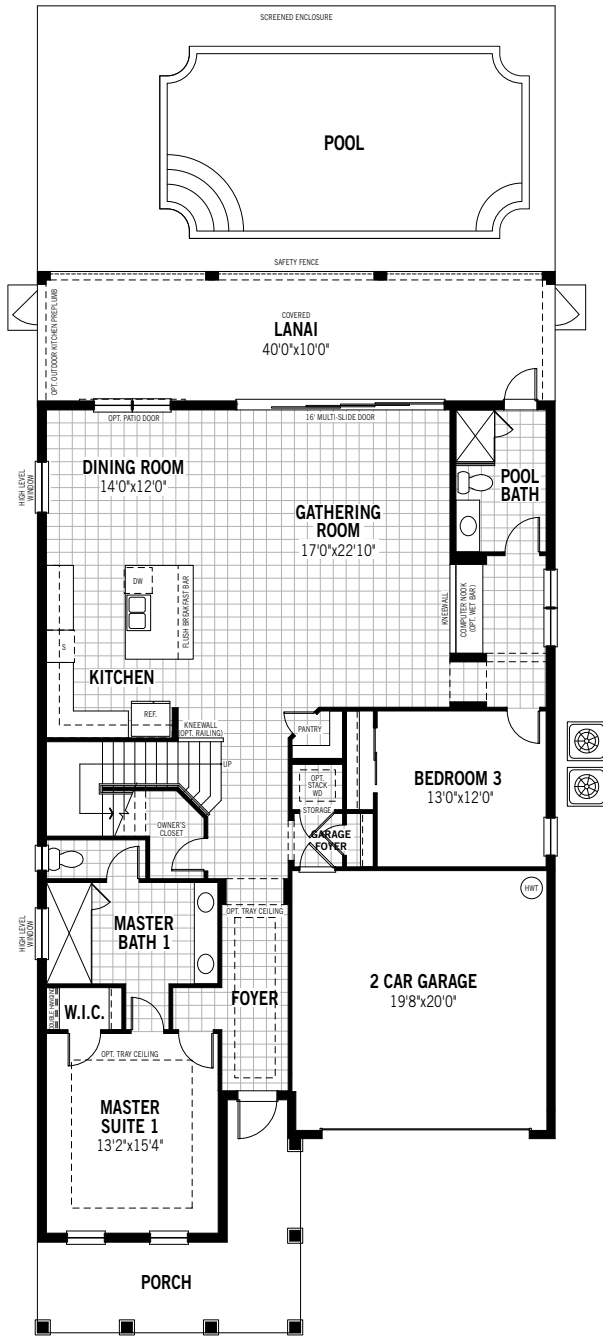 SCREENED ENCLOSURE
POOL
SAFETY FENCE
OPT. OUTDOOR KITCHEN PREPLUMB
COVERED
LANAI
40'0"x10'0"
OPT. PATIO DOOR
16' MULTI-SLIDE DOOR
HIGH LEVEL
WINDOW
DINING ROOM
14'0"x12'0"
POOL
BATH
GATHERING
ROOM
17'0"x22'10"
DW
FLUSH BREAKFAST BAR
KNEEWALL
COMPUTER NOOK
(OPT. WET BAR)
S
KITCHEN
REF.
KNEEWALL
(OPT. RAILING)
PANTRY
UP
OPT.
STACK
WD
BEDROOM 3
13'0"x12'0"
STORAGE
OWNER'S
CLOSET
GARAGE
FOYER
HWT
HIGH LEVEL
WINDOW
MASTER
BATH 1
OPT. TRAY CEILING
2 CAR GARAGE
19'8"x20'0"
DOUBLE HANGING
W.I.C.
FOYER
OPT. TRAY CEILING
MASTER
SUITE 1
13'2"x15'4"
PORCH